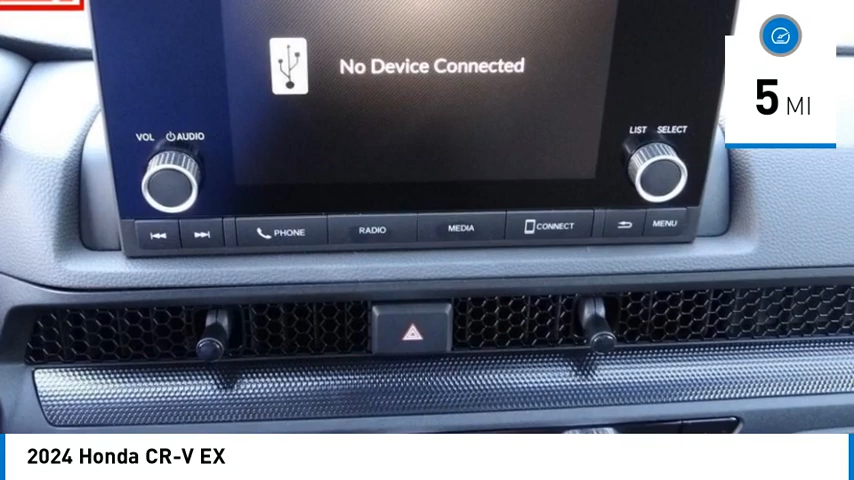 No Device Connected
5 MI
VOL AUDIO
LIST SELECT
PHONE RADIO MEDIA CONNECT MENU
2024 Honda CR-V EX